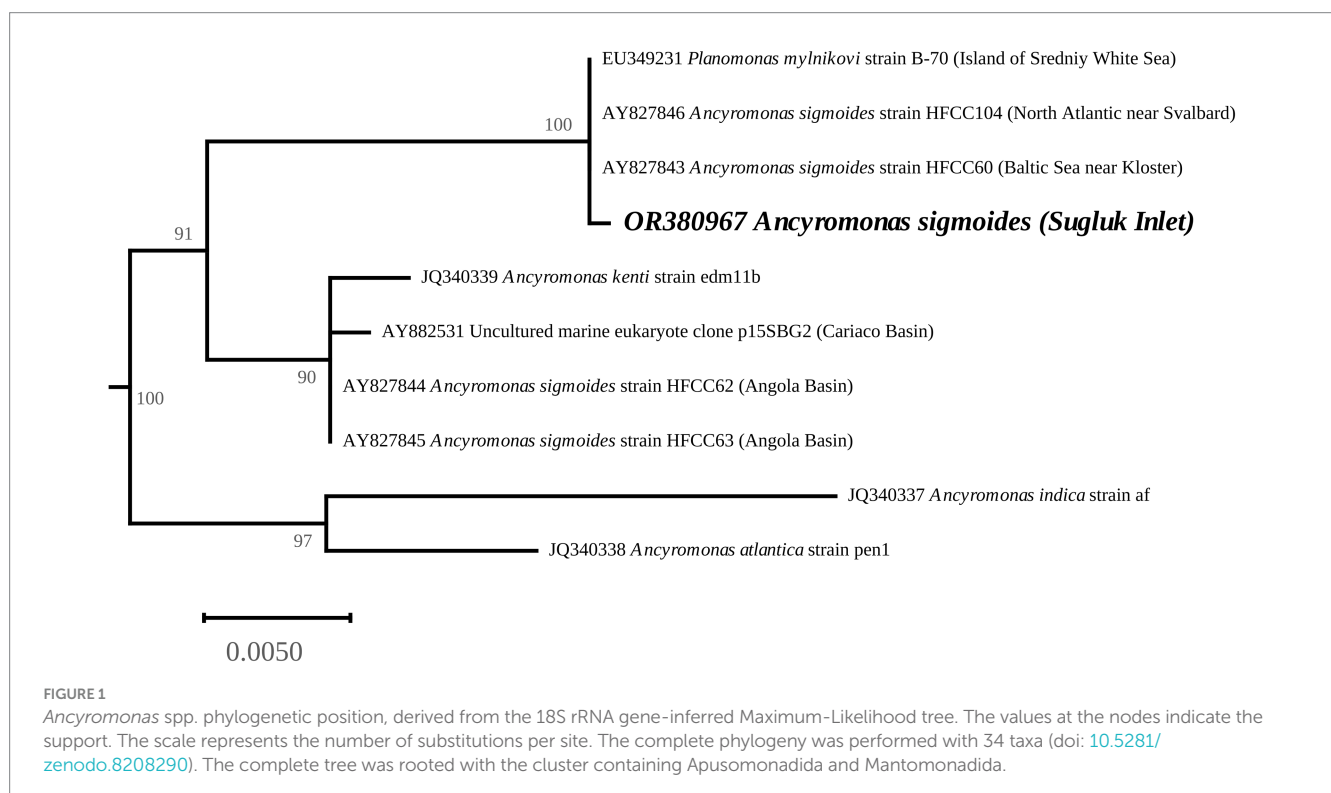 EU349231 Planomonas mylnikovi strain B-70 (Island of Sredniy White Sea)
100
AY827846 Ancyromonas sigmoides strain HFCC104 (North Atlantic near Svalbard)
AY827843 Ancyromonas sigmoides strain HFCC60 (Baltic Sea near Kloster)
OR380967 Ancyromonas sigmoides (Sugluk Inlet)
91
JQ340339 Ancyromonas kenti strain edm11b
AY882531 Uncultured marine eukaryote clone p15SBG2 (Cariaco Basin)
90
AY827844 Ancyromonas sigmoides strain HFCC62 (Angola Basin)
100
AY827845 Ancyromonas sigmoides strain HFCC63 (Angola Basin)
JQ340337 Ancyromonas indica strain af
97
JQ340338 Ancyromonas atlantica strain pen1
0.0050
FIGURE 1
Ancyromonas spp. phylogenetic position, derived from the 18S rRNA gene-inferred Maximum-Likelihood tree. The values at the nodes indicate the
support. The scale represents the number of substitutions per site. The complete phylogeny was performed with 34 taxa (doi: 10.5281/
zenodo.8208290). The complete tree was rooted with the cluster containing Apusomonadida and Mantomonadida.